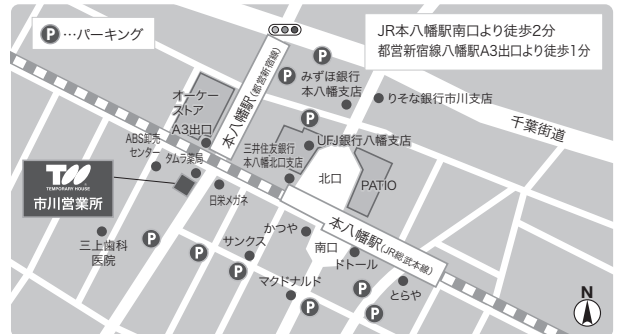 P…パーキング
JR本八幡駅南口より徒歩2分
都営新宿線八幡駅A3出口より徒歩1分
P
みずほ銀行
本八幡支店
P
りそな銀行市川支店
千葉街道
本八幡駅(都営新宿線)
オーケー
ストア
A3出口
P
UFJ銀行八幡支店
三井住友銀行
本八幡北口支店
北口
PATIO
ABS卸売
センター
タムラ薬局
TEMPORARY HOUSE
市川営業所
日栄メガネ
本八幡駅(JR総武本線)
かつや
南口
サンクス
ドトール
とらや
マクドナルド
三上歯科
医院
P
P
P
P
P
P
N